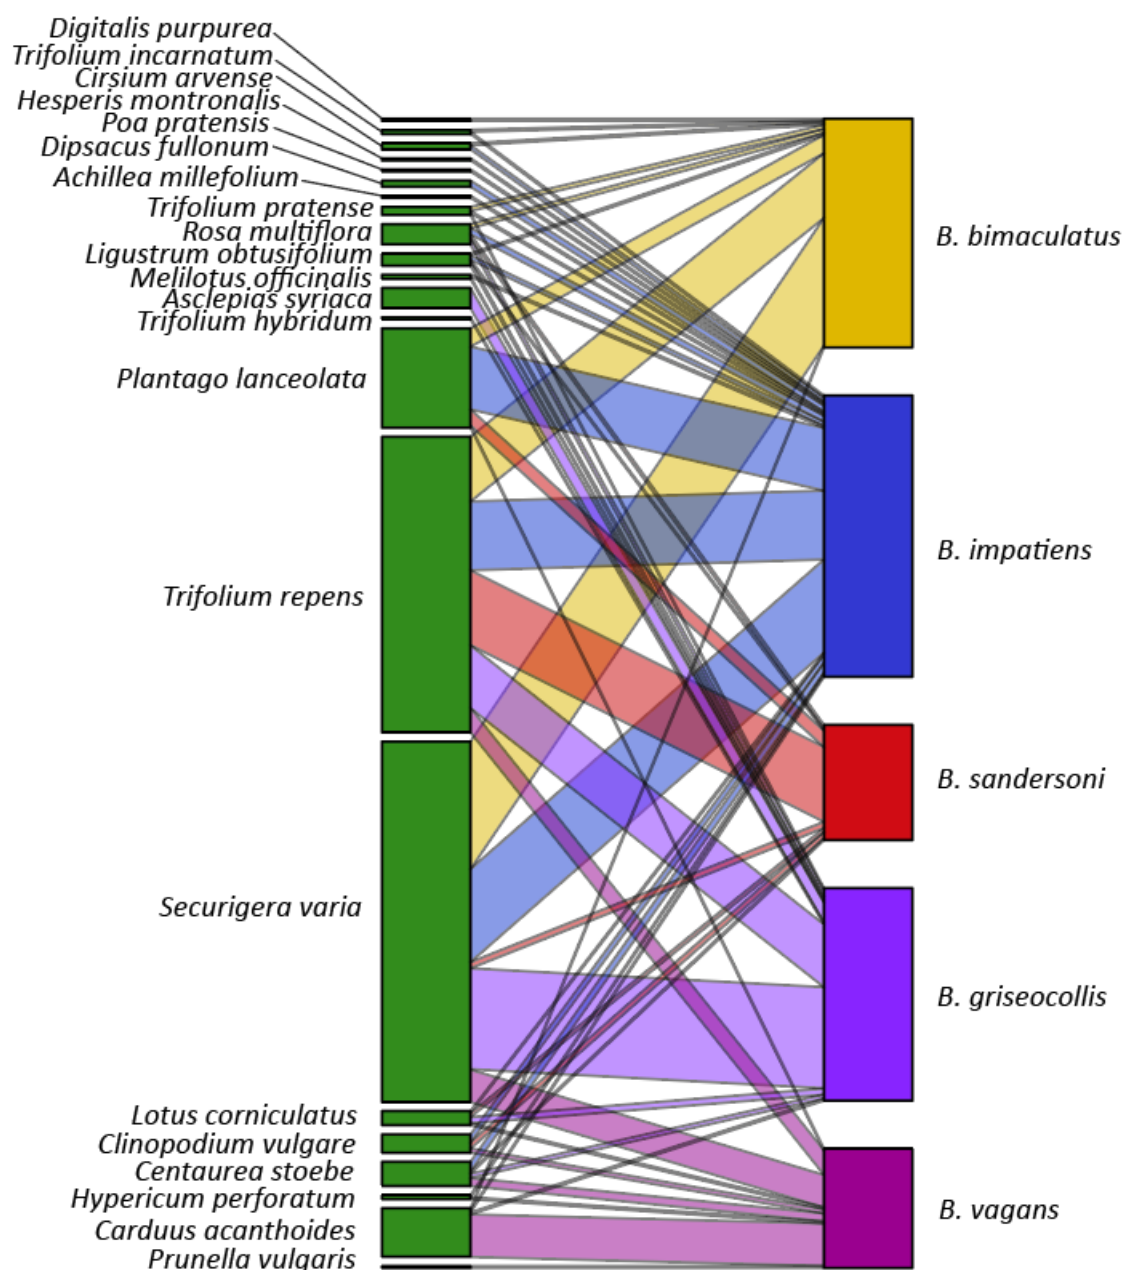 Digitalis purpurea
Trifolium incarnatum
Cirsium arvense
Hesperis montronalis
Poa pratensis
Dipsacus fullonum
Achillea millefolium
Trifolium pratense
Rosa multiflora
Ligustrum obtusifolium
Melilotus officinalis
Asclepias syriaca
Trifolium hybridum
Plantago lanceolata
Trifolium repens
Securigera varia
Lotus corniculatus
Clinopodium vulgare
Centaurea stoebe
Hypericum perforatum
Carduus acanthoides
Prunella vulgaris
B. bimaculatus
B. impatiens
B. sandersoni
B. griseocollis
B. vagans